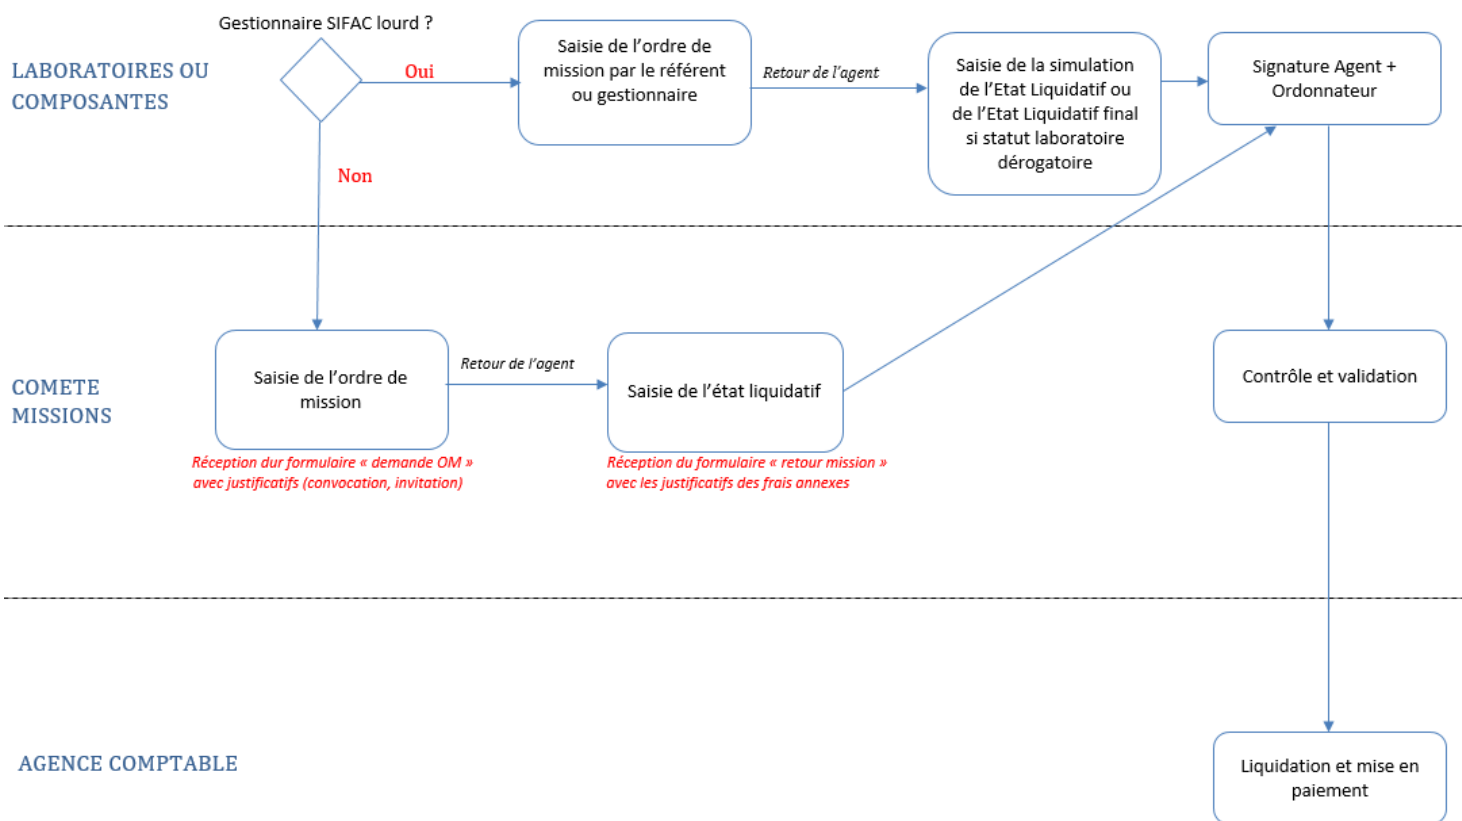 Gestionnaire SIFAC lourd ?
LABORATOIRES OU
COMPOSANTES
Oui
Non
Saisie de l'ordre de
mission par le référent
ou gestionnaire
Retour de l'agent
Saisie de la simulation
de l'Etat Liquidatif ou
de l'Etat Liquidatif final
si statut laboratoire
dérogatoire
Signature Agent +
Ordonnateur
COMETE
MISSIONS
Saisie de l'ordre de
mission
Réception dur formulaire « demande OM »
avec justificatifs (convocation, invitation)
Retour de l'agent
Saisie de l'état liquidatif
Réception du formulaire « retour mission »
avec les justificatifs des frais annexes
Contrôle et validation
AGENCE COMPTABLE
Liquidation et mise en
paiement